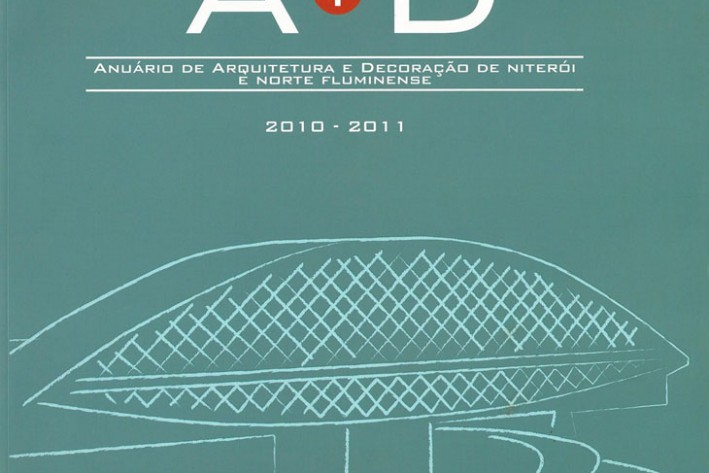 A+D
ANUÁRIO DE ARQUITETURA E DECORAÇÃO DE NITERÓI
E NORTE FLUMINENSE
2010 - 2011